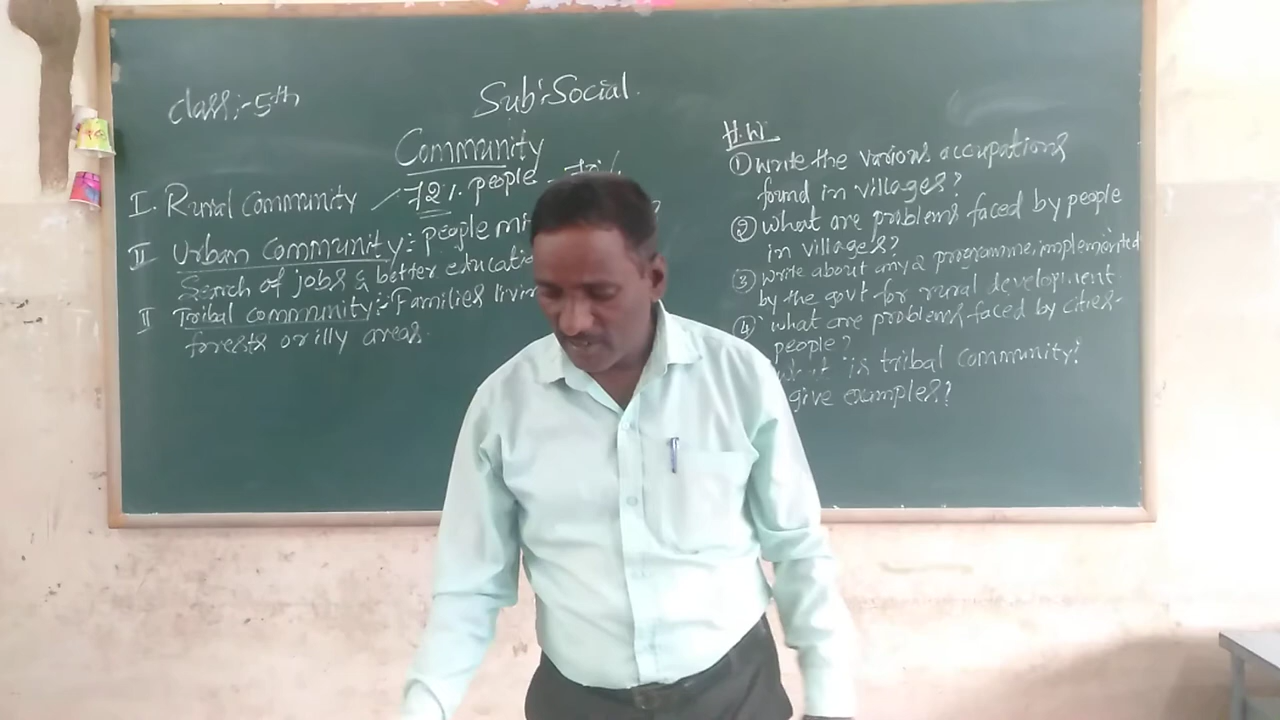 class:-5th
Sub:-Social.
Community
I. Rural Community 72% people
II Urban community:- people
Serch of jobs & better
II Tribal community:- Families
forests or illy areas.
H.W
① write the various occupations
found in villages?
② what are problems faced by people
in villages?
③ write about any 2 programme, implemented
by the govt for rural development
④ what are problems faced by cities-
people?
is tribal community?
give examples?